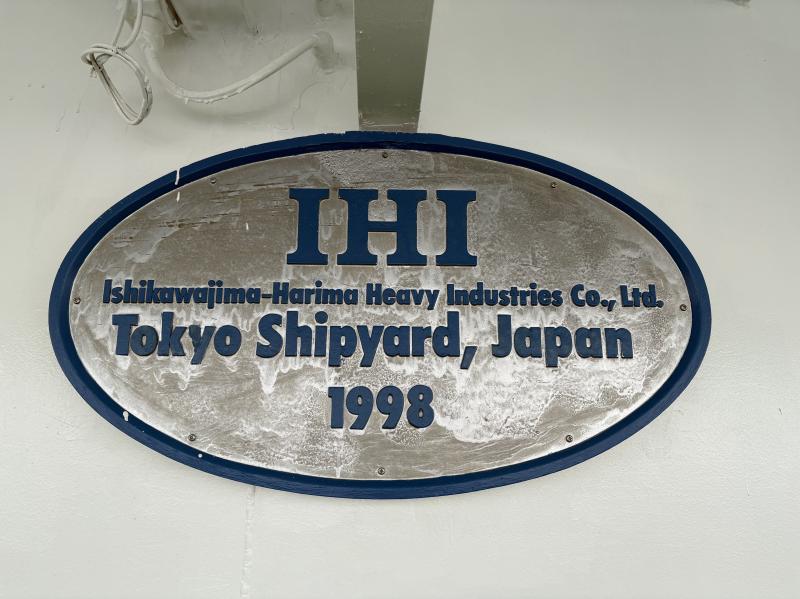 IHI
Ishikawajima-Harima Heavy Industries Co., Ltd.
Tokyo Shipyard, Japan
1998